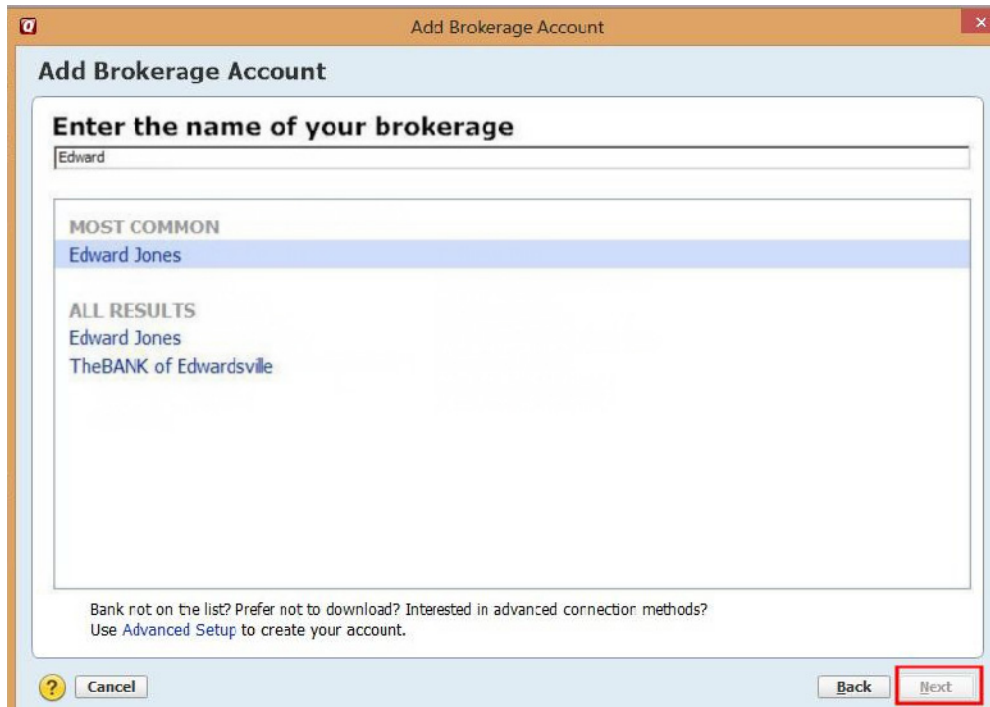 Add Brokerage Account
Add Brokerage Account
Enter the name of your brokerage
Edward
MOST COMMON
Edward Jones
ALL RESULTS
Edward Jones
TheBANK of Edwardsville
Bank not on the list? Prefer not to download? Interested in advanced connection methods?
Use Advanced Setup to create your account.
? Cancel Back Next